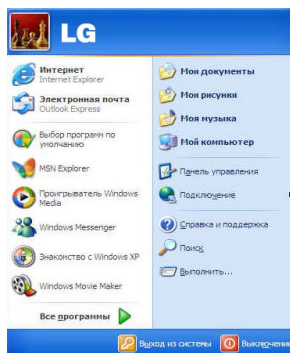 LG
Интернет
Internet Explorer
Электронная почта
Outlook Express
Выбор программ по
умолчанию
MSN Explorer
Проигрыватель Windows
Media
Windows Messenger
Знакомство с Windows XP
Windows Movie Maker
Все программы
Мои документы
Мои рисунки
Моя музыка
Мой компьютер
Панель управления
Подключение
Справка и поддержка
Поиск
Выполнить...
Выход из системы
Выключение